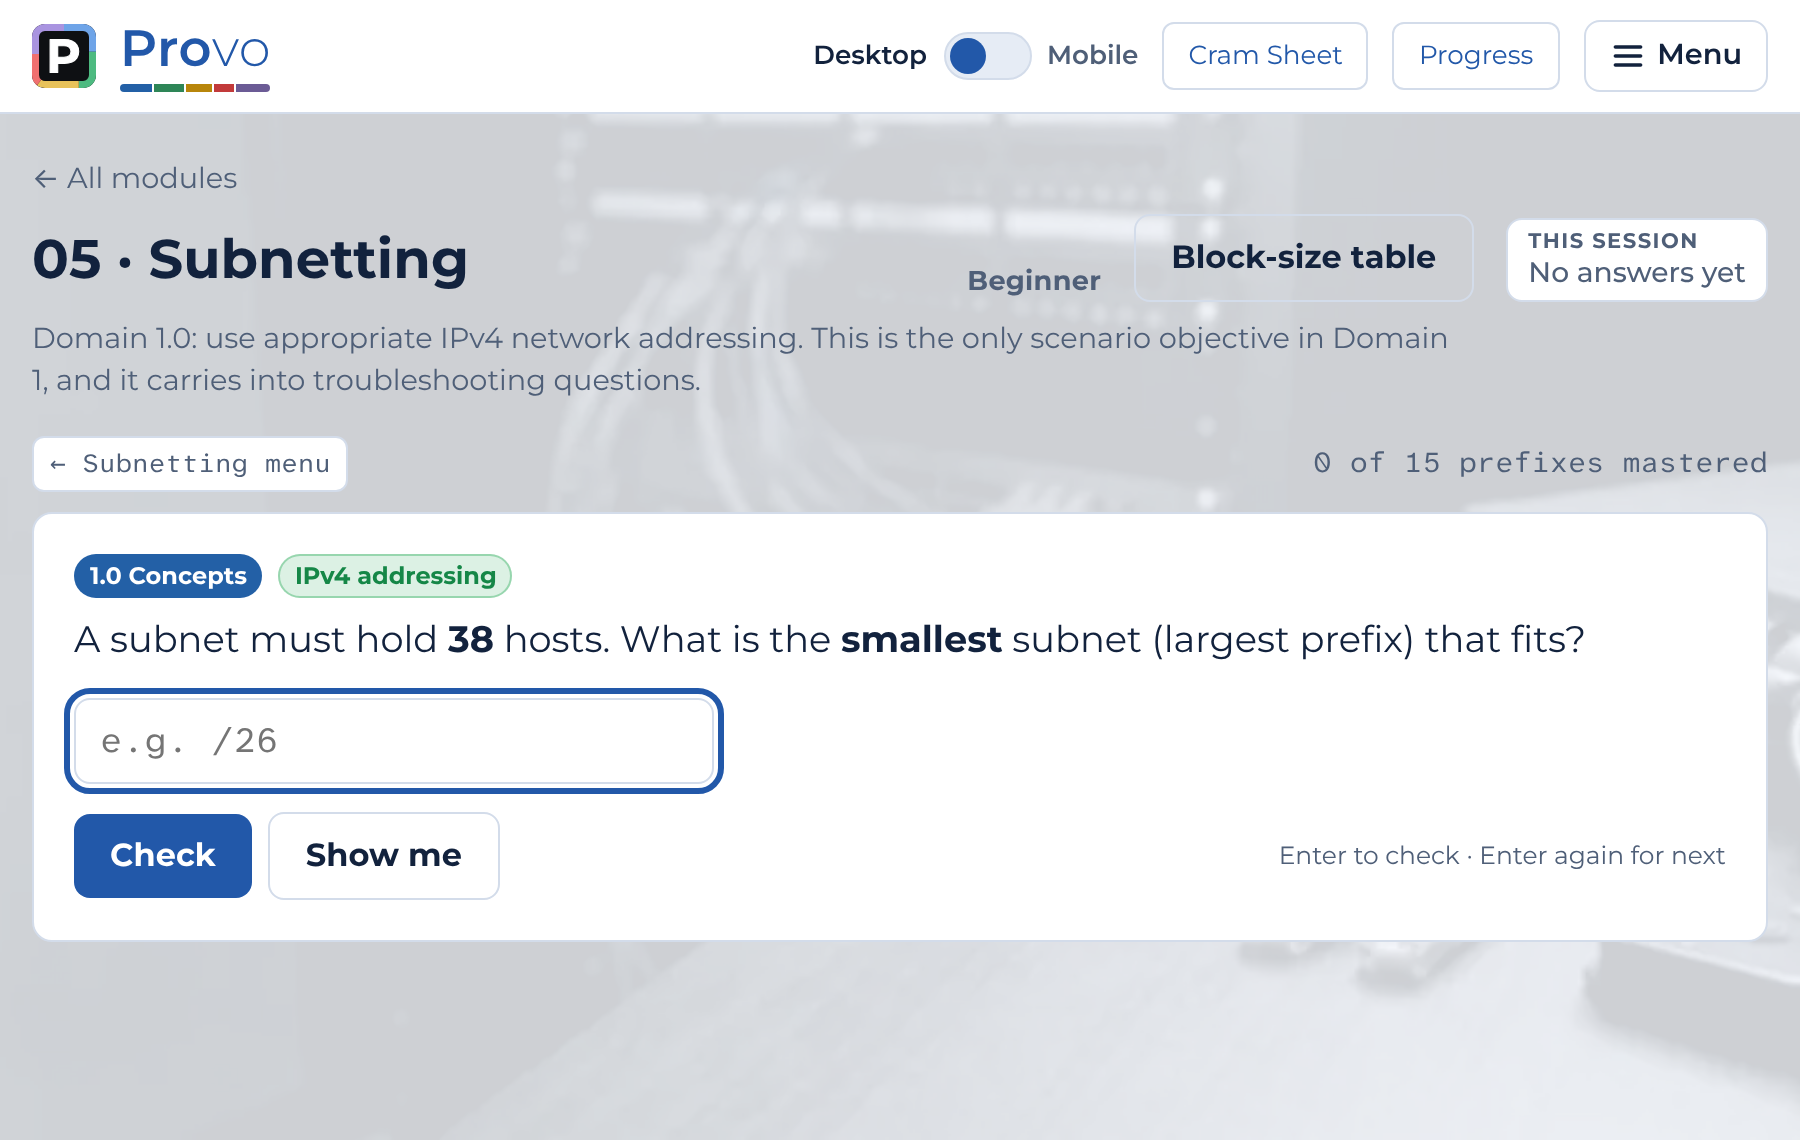 P Provo
Desktop Mobile Cram Sheet Progress Menu
← All modules
05 · Subnetting
Beginner
Block-size table
THIS SESSION
No answers yet
Domain 1.0: use appropriate IPv4 network addressing. This is the only scenario objective in Domain
1, and it carries into troubleshooting questions.
← Subnetting menu
0 of 15 prefixes mastered
1.0 Concepts IPv4 addressing
A subnet must hold 38 hosts. What is the smallest subnet (largest prefix) that fits?
e.g. /26
Check Show me
Enter to check · Enter again for next